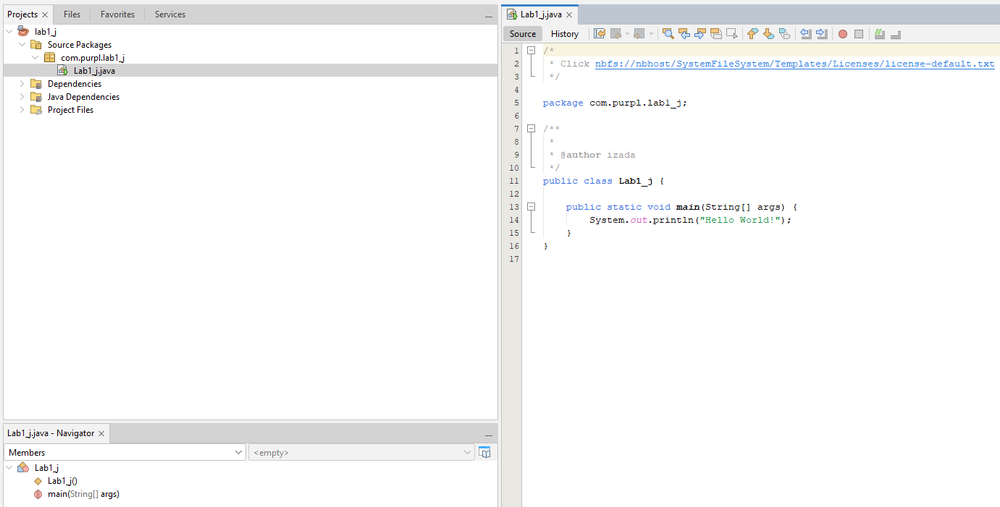 Projects Files Favorites Services
lab1_j
Source Packages
com.purpl.lab1_j
Lab1_j.java
Dependencies
Java Dependencies
Project Files
Lab1_j.java - Navigator
Members <empty>
Lab1_j
Lab1_j()
main(String[] args)
Lab1_j.java
Source History
1 /*
2 * Click nbfs://nbhost/SystemFileSystem/Templates/Licenses/license-default.txt
3 */
4
5 package com.purpl.lab1_j;
6
7 /**
8 *
9 * @author izada
10 */
11 public class Lab1_j {
12
13 public static void main(String[] args) {
14 System.out.println("Hello World!");
15 }
16 }
17